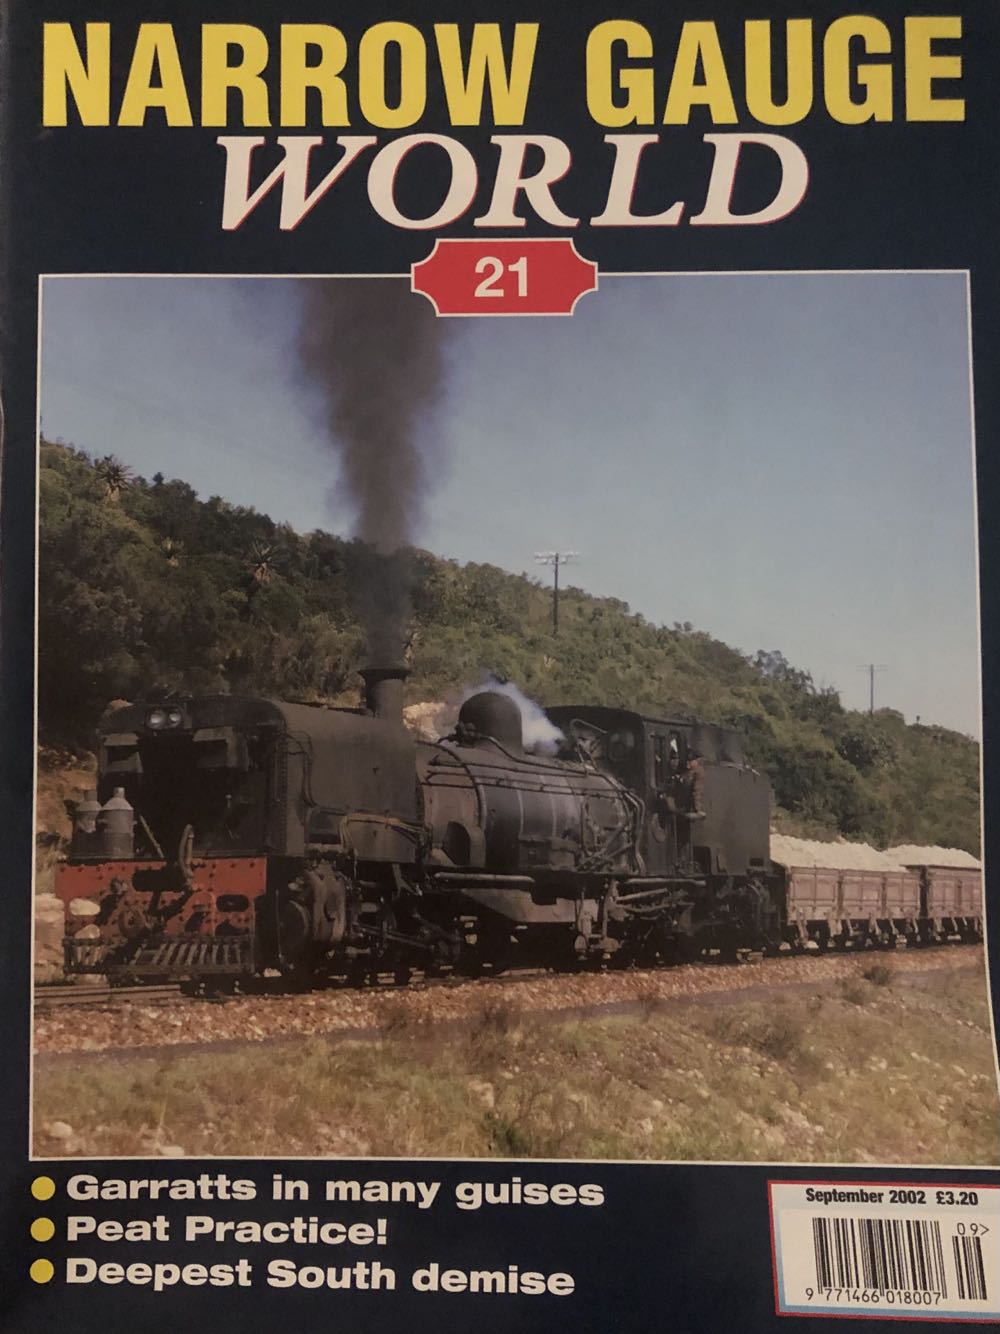 NARROW GAUGE
WORLD
21
● Garratts in many guises
● Peat Practice!
● Deepest South demise
September 2002 £3.20
09>
9 771466 018007